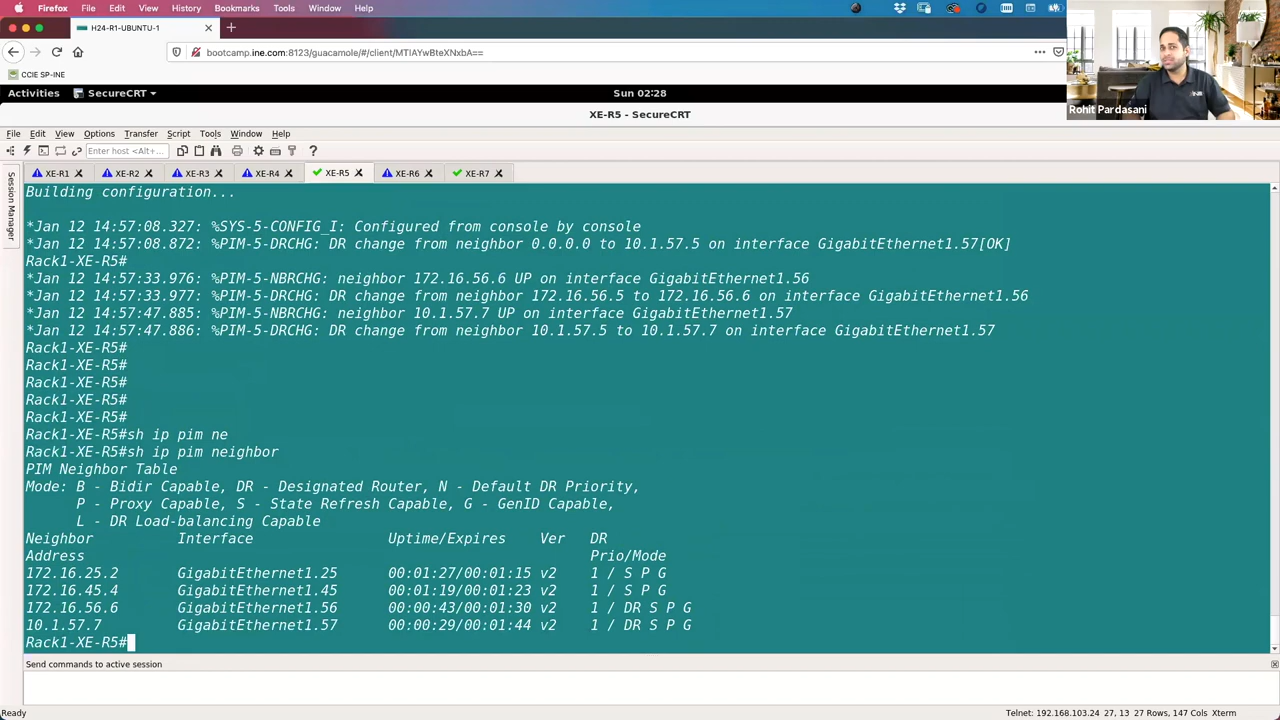 Firefox File Edit View History Bookmarks Tools Window Help
H24-R1-UBUNTU-1
bootcamp.ine.com:8123/guacamole/#/client/MTIAYwBteXNxbA==
CCIE SP-INE
Activities SecureCRT Sun 02:28
XE-R5 - SecureCRT
Rohit Pardasani
File Edit View Options Transfer Script Tools Window Help
Enter host <Alt+...
XE-R1 XE-R2 XE-R3 XE-R4 XE-R5 XE-R6 XE-R7
Session Manager
Building configuration...
*Jan 12 14:57:08.327: %SYS-5-CONFIG_I: Configured from console by console
*Jan 12 14:57:08.872: %PIM-5-DRCHG: DR change from neighbor 0.0.0.0 to 10.1.57.5 on interface GigabitEthernet1.57[OK]
Rack1-XE-R5#
*Jan 12 14:57:33.976: %PIM-5-NBRCHG: neighbor 172.16.56.6 UP on interface GigabitEthernet1.56
*Jan 12 14:57:33.977: %PIM-5-DRCHG: DR change from neighbor 172.16.56.5 to 172.16.56.6 on interface GigabitEthernet1.56
*Jan 12 14:57:47.885: %PIM-5-NBRCHG: neighbor 10.1.57.7 UP on interface GigabitEthernet1.57
*Jan 12 14:57:47.886: %PIM-5-DRCHG: DR change from neighbor 10.1.57.5 to 10.1.57.7 on interface GigabitEthernet1.57
Rack1-XE-R5#
Rack1-XE-R5#
Rack1-XE-R5#
Rack1-XE-R5#
Rack1-XE-R5#
Rack1-XE-R5#sh ip pim ne
Rack1-XE-R5#sh ip pim neighbor
PIM Neighbor Table
Mode: B - Bidir Capable, DR - Designated Router, N - Default DR Priority,
P - Proxy Capable, S - State Refresh Capable, G - GenID Capable,
L - DR Load-balancing Capable
Neighbor Interface Uptime/Expires Ver DR
Address Prio/Mode
172.16.25.2 GigabitEthernet1.25 00:01:27/00:01:15 v2 1 / S P G
172.16.45.4 GigabitEthernet1.45 00:01:19/00:01:23 v2 1 / S P G
172.16.56.6 GigabitEthernet1.56 00:00:43/00:01:30 v2 1 / DR S P G
10.1.57.7 GigabitEthernet1.57 00:00:29/00:01:44 v2 1 / DR S P G
Rack1-XE-R5#
Send commands to active session
Ready Telnet: 192.168.103.24 27, 13 27 Rows, 147 Cols Xterm